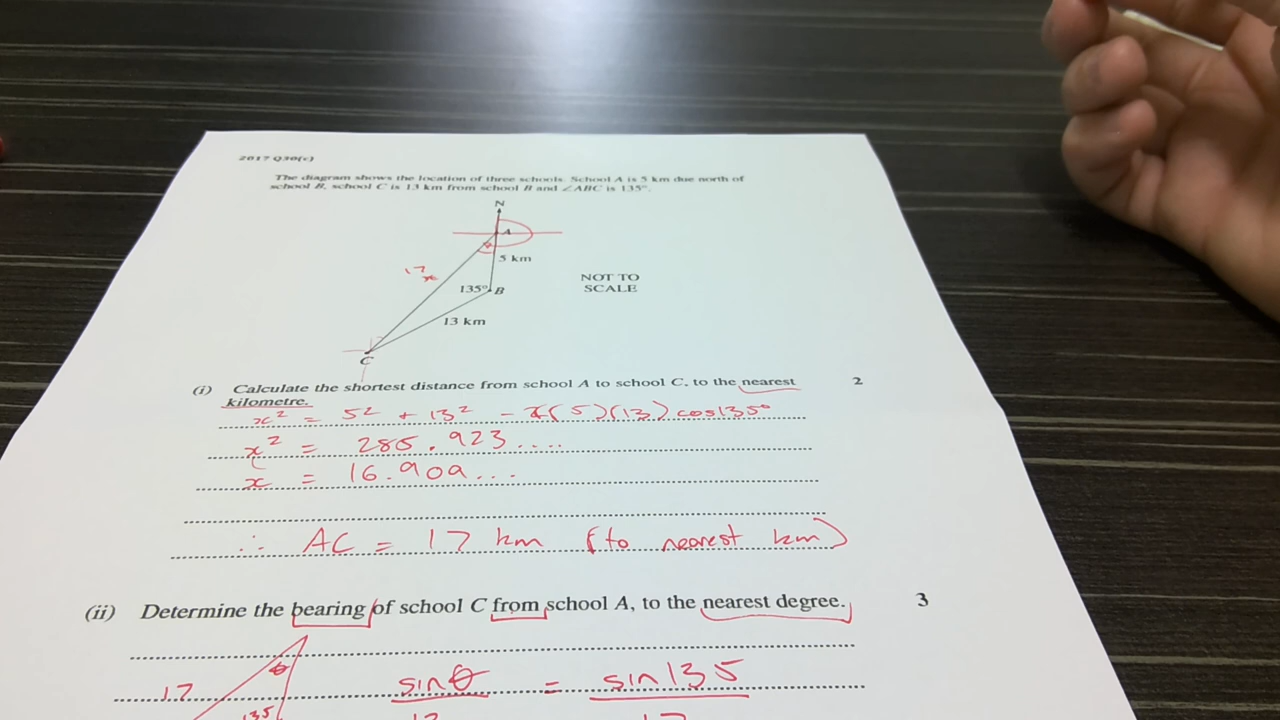 2017 Q30(c)
The diagram shows the location of three schools. School A is 5 km due north of
school B, school C is 13 km from school B and ∠ABC is 135°.
N
A
5 km
17
x
NOT TO
SCALE
135°
B
13 km
C
(i) Calculate the shortest distance from school A to school C, to the nearest 2
kilometre.
x² = 5² + 13² - 2(5)(13) cos135°
x² = 285.923....
x = 16.909...
∴ AC = 17 km (to nearest km)
(ii) Determine the bearing of school C from school A, to the nearest degree. 3
θ
17
135
sinθ = sin135